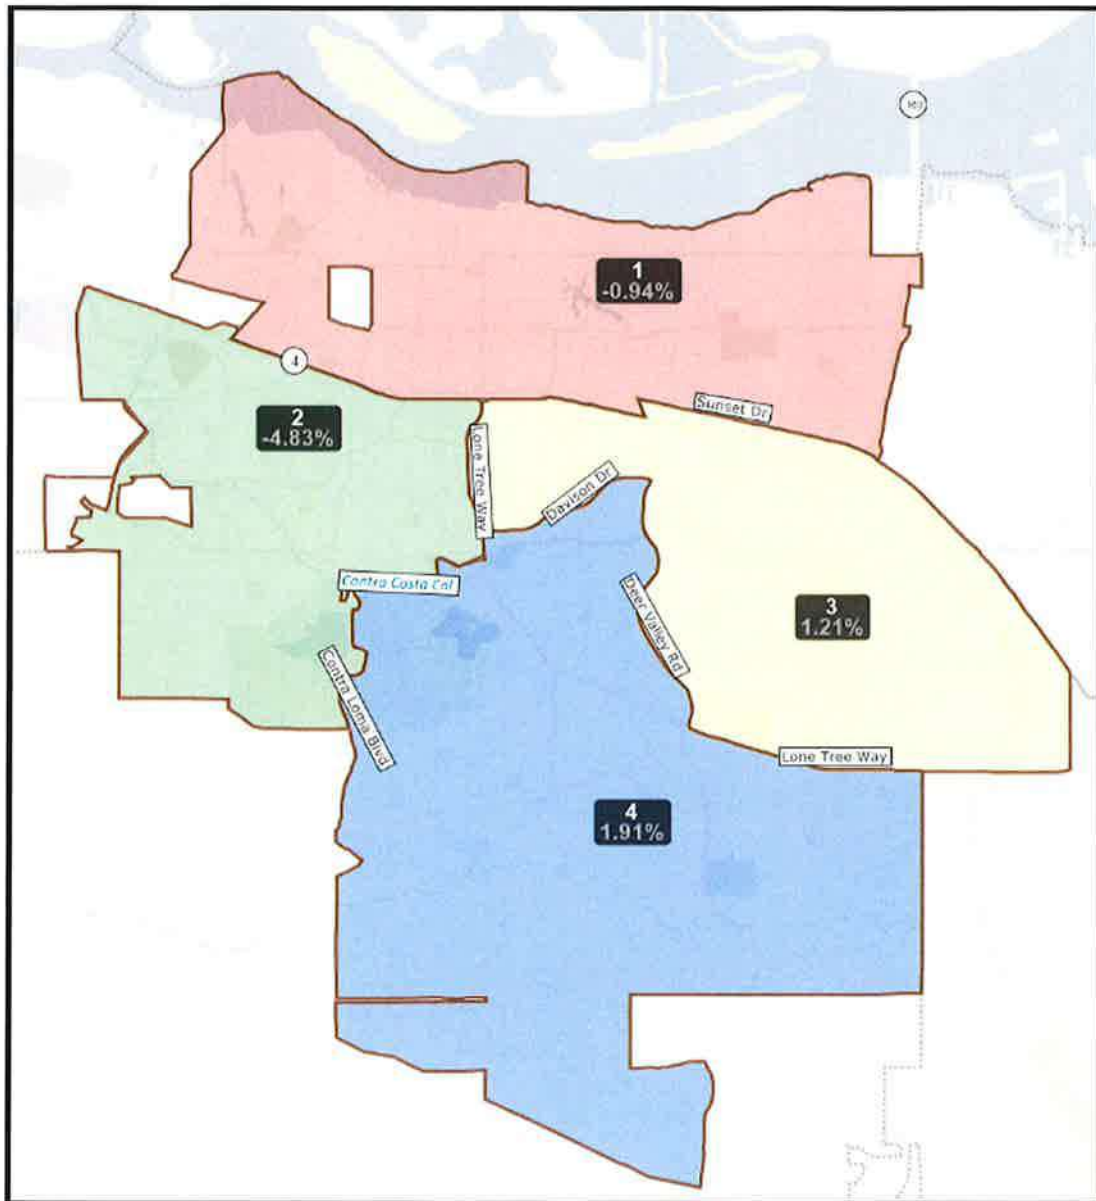 1
-0.94%
4
2
-4.83%
Sunset Dr
Lone Tree Way
Davison Dr
Contra Costa Cnl
Deer Valley Rd
3
1.21%
Contra Loma Blvd
Lone Tree Way
4
1.91%